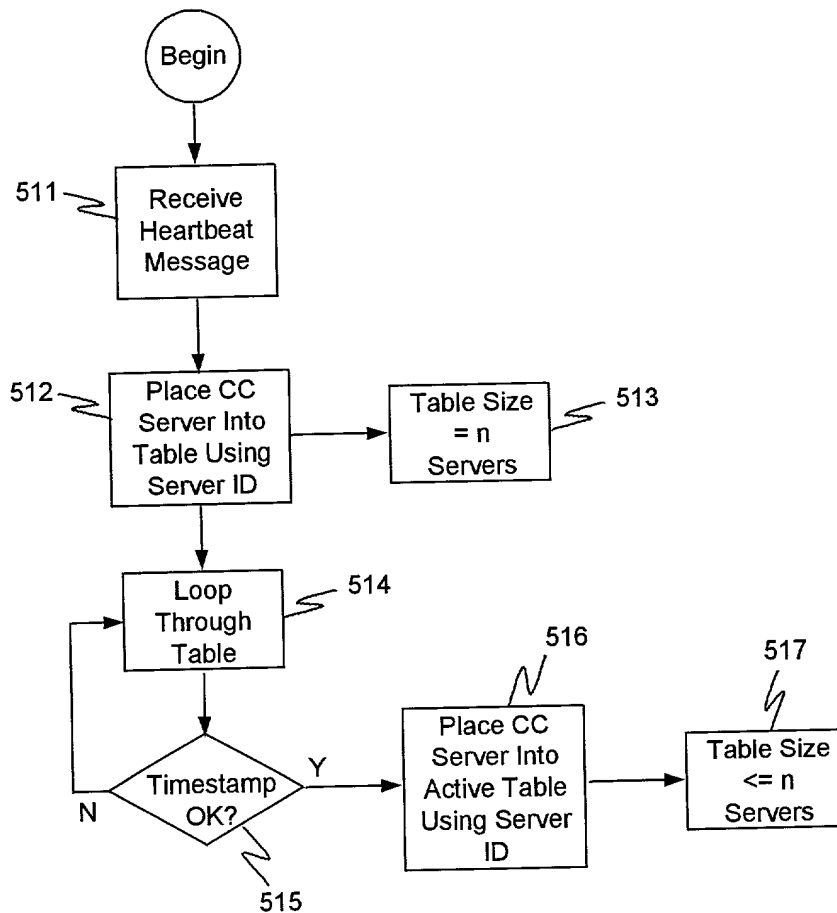 Begin
511
Receive
Heartbeat
Message
512
Place CC
Server Into
Table Using
Server ID
Table Size
= n
Servers
513
Loop
Through
Table
514
Timestamp
OK?
N
Y
515
516
Place CC
Server Into
Active Table
Using Server
ID
517
Table Size
<= n
Servers